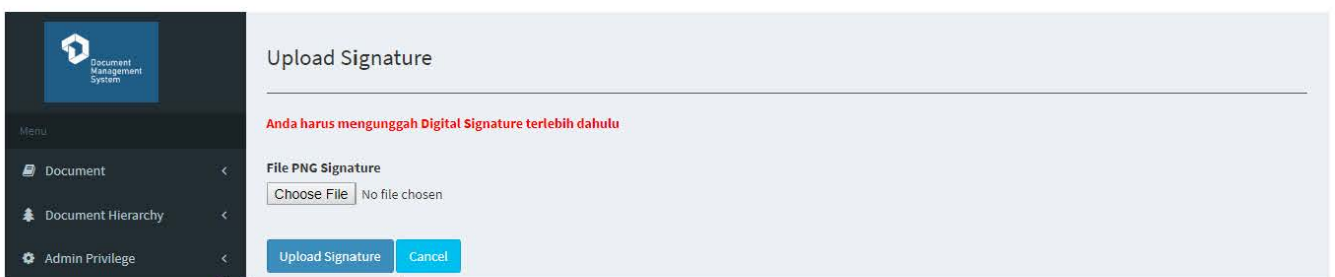 Document
Management
System
Menu
Document
Document Hierarchy
Admin Privilege
Upload Signature
Anda harus mengunggah Digital Signature terlebih dahulu
File PNG Signature
Choose File No file chosen
Upload Signature Cancel